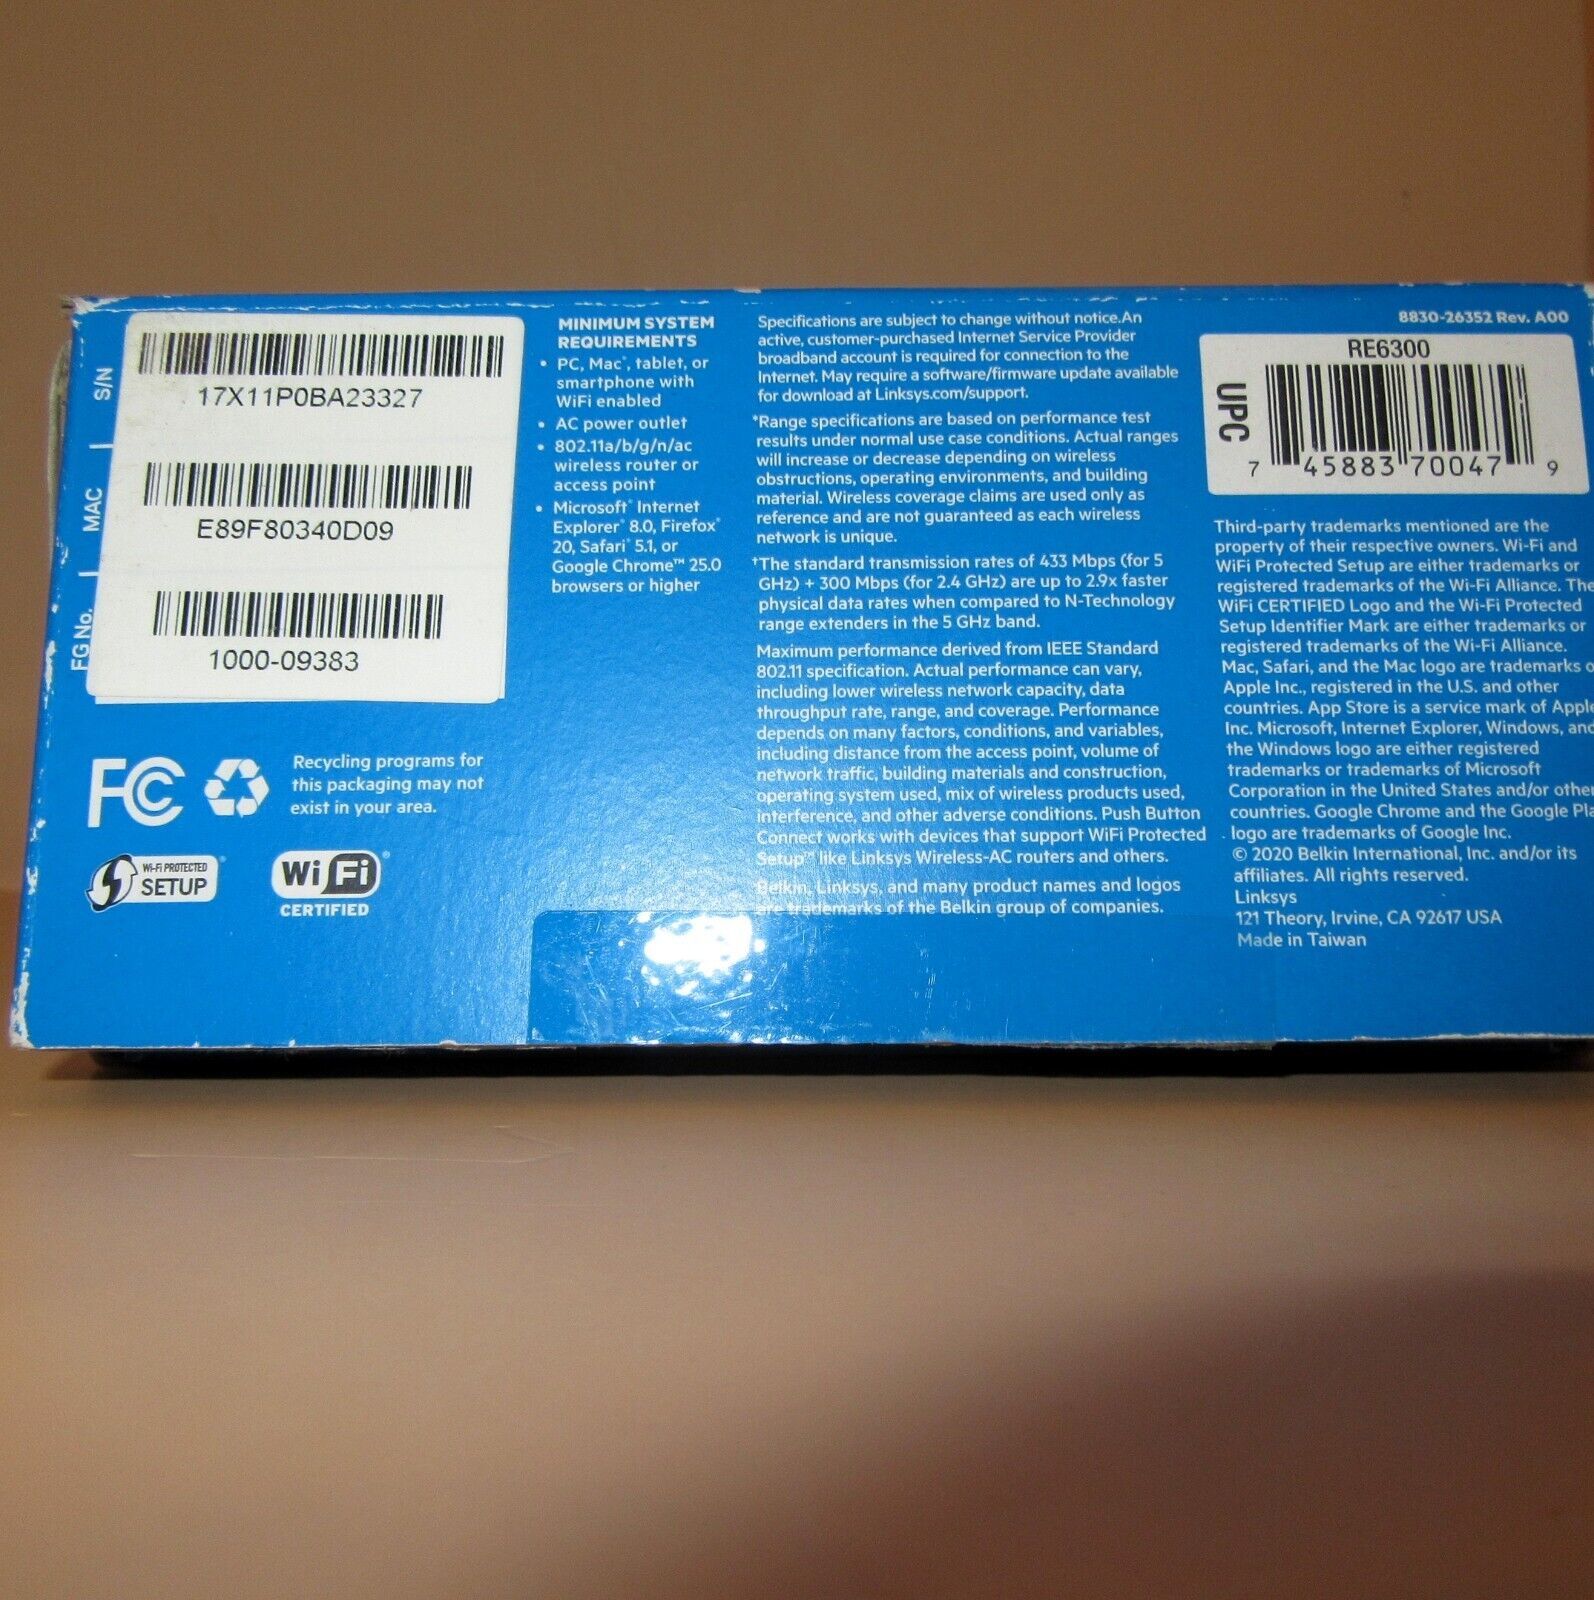 S/N
17X11P0BA23327
MAC
E89F80340D09
FG No.
1000-09383
FC
Recycling programs for
this packaging may not
exist in your area.
Wi-Fi PROTECTED
SETUP
WiFi®
CERTIFIED
MINIMUM SYSTEM
REQUIREMENTS
• PC, Mac®, tablet, or
smartphone with
WiFi enabled
• AC power outlet
• 802.11a/b/g/n/ac
wireless router or
access point
• Microsoft® Internet
Explorer® 8.0, Firefox®
20, Safari® 5.1, or
Google Chrome™ 25.0
browsers or higher
Specifications are subject to change without notice.An
active, customer-purchased Internet Service Provider
broadband account is required for connection to the
Internet. May require a software/firmware update available
for download at Linksys.com/support.
*Range specifications are based on performance test
results under normal use case conditions. Actual ranges
will increase or decrease depending on wireless
obstructions, operating environments, and building
material. Wireless coverage claims are used only as
reference and are not guaranteed as each wireless
network is unique.
†The standard transmission rates of 433 Mbps (for 5
GHz) + 300 Mbps (for 2.4 GHz) are up to 2.9x faster
physical data rates when compared to N-Technology
range extenders in the 5 GHz band.
Maximum performance derived from IEEE Standard
802.11 specification. Actual performance can vary,
including lower wireless network capacity, data
throughput rate, range, and coverage. Performance
depends on many factors, conditions, and variables,
including distance from the access point, volume of
network traffic, building materials and construction,
operating system used, mix of wireless products used,
interference, and other adverse conditions. Push Button
Connect works with devices that support WiFi Protected
Setup™ like Linksys Wireless-AC routers and others.
Belkin, Linksys, and many product names and logos
are trademarks of the Belkin group of companies.
8830-26352 Rev. A00
RE6300
UPC
7 45883 70047 9
Third-party trademarks mentioned are the
property of their respective owners. Wi-Fi and
WiFi Protected Setup are either trademarks or
registered trademarks of the Wi-Fi Alliance. The
WiFi CERTIFIED Logo and the Wi-Fi Protected
Setup Identifier Mark are either trademarks or
registered trademarks of the Wi-Fi Alliance.
Mac, Safari, and the Mac logo are trademarks o
Apple Inc., registered in the U.S. and other
countries. App Store is a service mark of Apple
Inc. Microsoft, Internet Explorer, Windows, and
the Windows logo are either registered
trademarks or trademarks of Microsoft
Corporation in the United States and/or other
countries. Google Chrome and the Google Pla
logo are trademarks of Google Inc.
© 2020 Belkin International, Inc. and/or its
affiliates. All rights reserved.
Linksys
121 Theory, Irvine, CA 92617 USA
Made in Taiwan